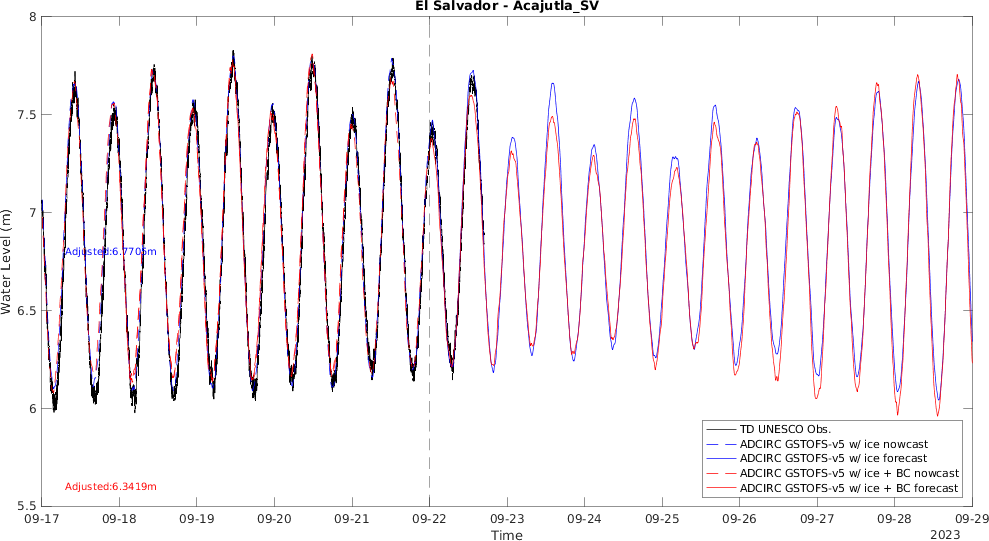 El Salvador - Acajutla_SV
8
7.5
7
6.5
6
5.5
Water Level (m)
Adjusted:6.7705m
Adjusted:6.3419m
TD UNESCO Obs.
ADCIRC GSTOFS-v5 w/ ice nowcast
ADCIRC GSTOFS-v5 w/ ice forecast
ADCIRC GSTOFS-v5 w/ ice + BC nowcast
ADCIRC GSTOFS-v5 w/ ice + BC forecast
09-17 09-18 09-19 09-20 09-21 09-22 09-23 09-24 09-25 09-26 09-27 09-28 09-29
Time
2023